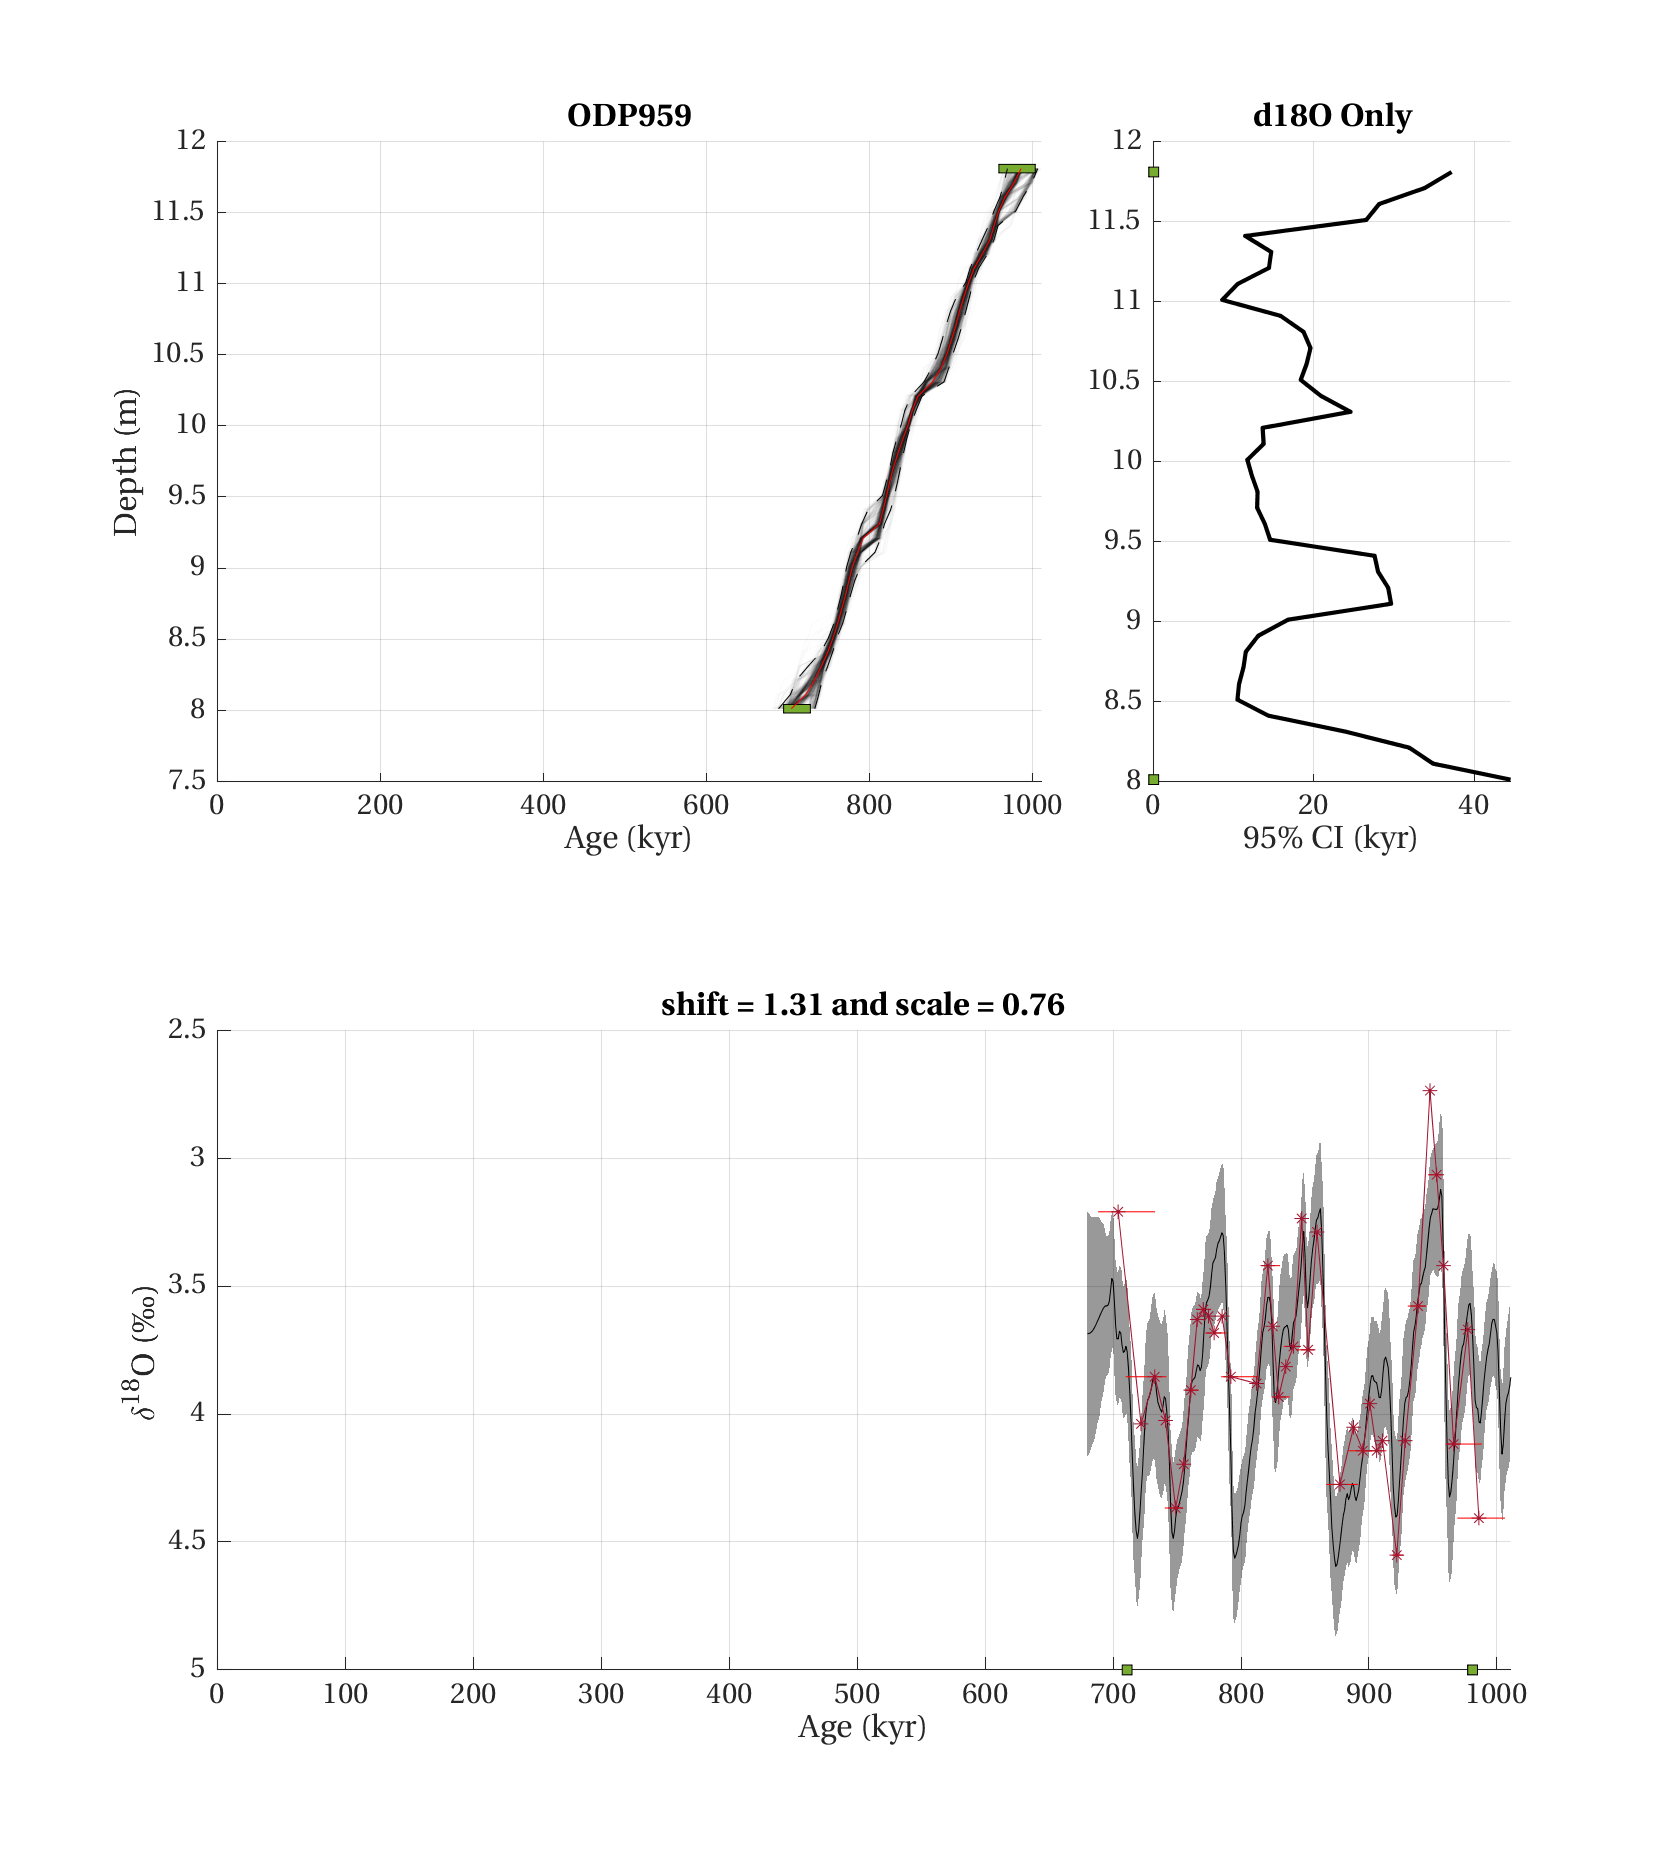 ODP959
12
11.5
11
10.5
10
9.5
9
8.5
8
7.5
Depth (m)
0 200 400 600 800 1000
Age (kyr)
d18O Only
12
11.5
11
10.5
10
9.5
9
8.5
8
0 20 40
95% CI (kyr)
shift = 1.31 and scale = 0.76
2.5
3
3.5
4
4.5
5
δ18O (‰)
0 100 200 300 400 500 600 700 800 900 1000
Age (kyr)